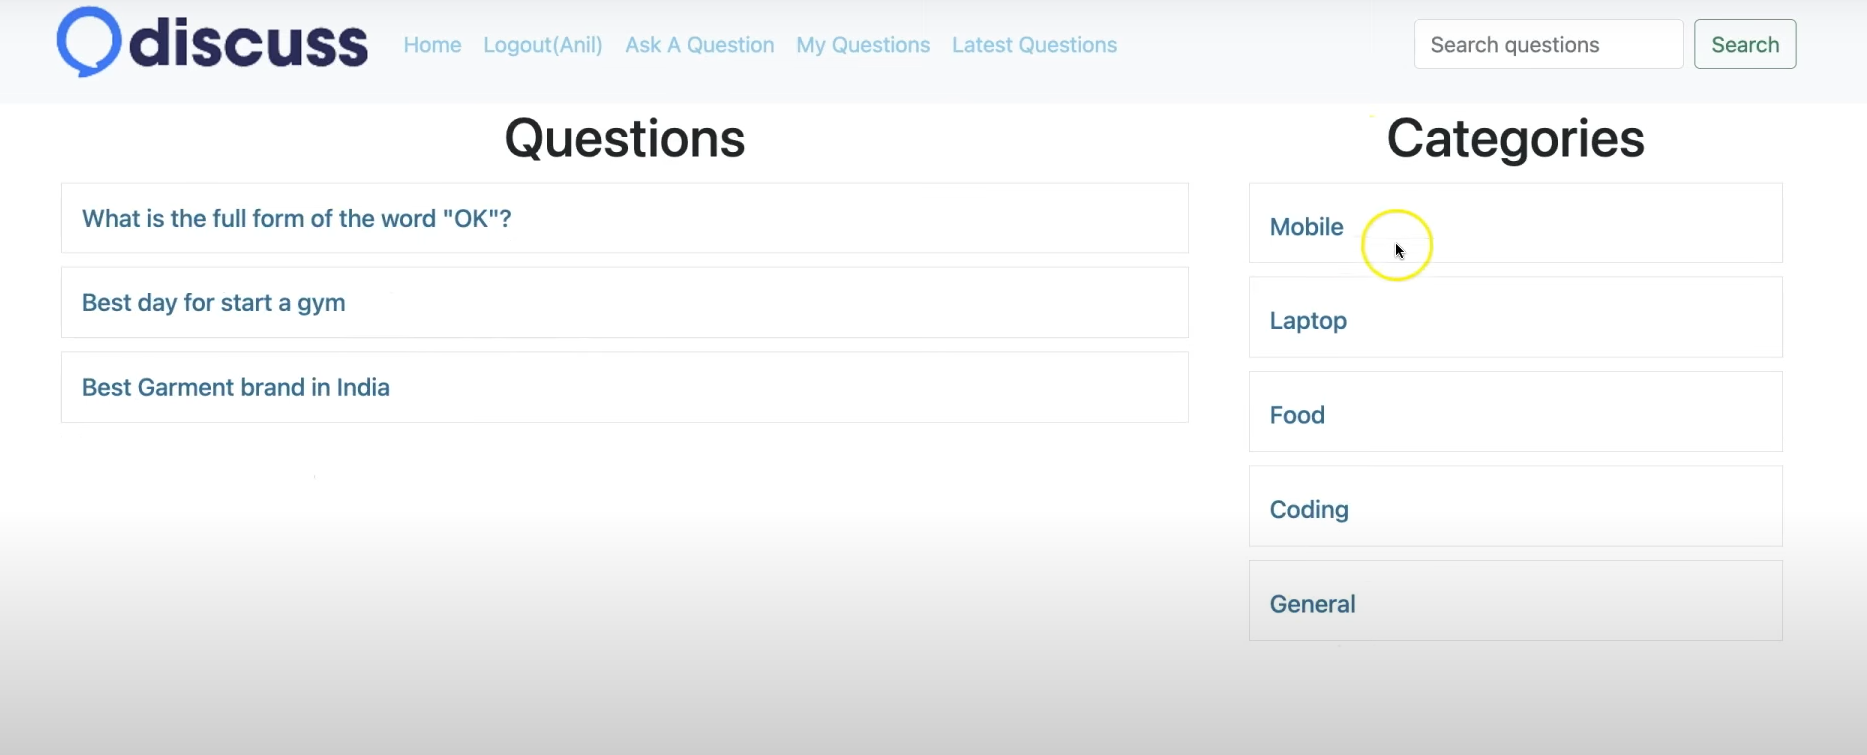 discuss Home Logout(Anil) Ask A Question My Questions Latest Questions Search questions Search
Questions
What is the full form of the word "OK"?
Best day for start a gym
Best Garment brand in India
Categories
Mobile
Laptop
Food
Coding
General